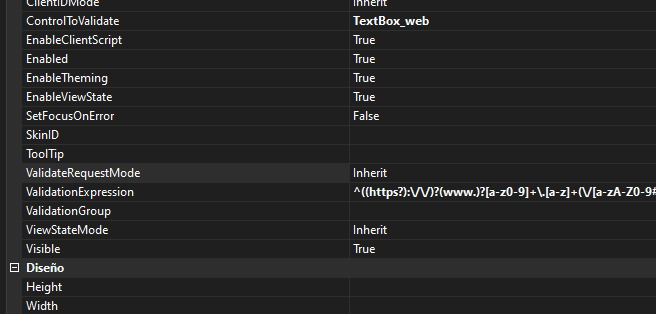 ClientIDMode Inherit
ControlToValidate TextBox_web
EnableClientScript True
Enabled True
EnableTheming True
EnableViewState True
SetFocusOnError False
SkinID
ToolTip
ValidateRequestMode Inherit
ValidationExpression ^((https?):\/\/)?(www.)?[a-z0-9]+\.[a-z]+(\/[a-zA-Z0-9#
ValidationGroup
ViewStateMode Inherit
Visible True
Diseño
Height
Width